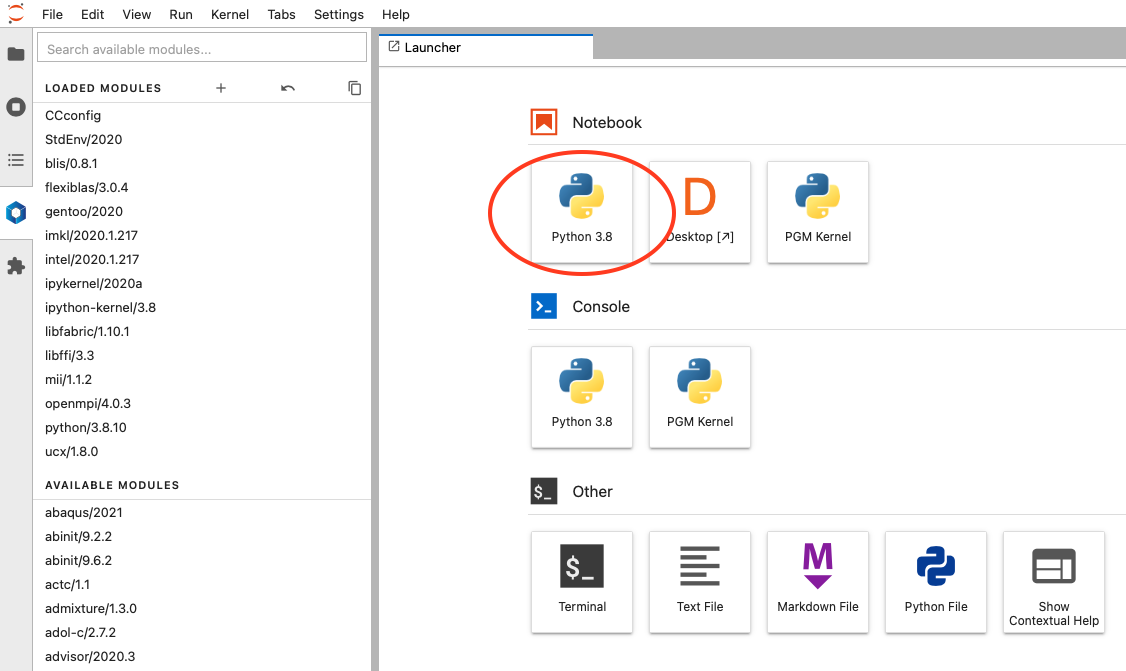 File Edit View Run Kernel Tabs Settings Help
Search available modules...
LOADED MODULES
CCconfig
StdEnv/2020
blis/0.8.1
flexiblas/3.0.4
gentoo/2020
imkl/2020.1.217
intel/2020.1.217
ipykernel/2020a
ipython-kernel/3.8
libfabric/1.10.1
libffi/3.3
mii/1.1.2
openmpi/4.0.3
python/3.8.10
ucx/1.8.0
AVAILABLE MODULES
abaqus/2021
abinit/9.2.2
abinit/9.6.2
actc/1.1
admixture/1.3.0
adol-c/2.7.2
advisor/2020.3
Launcher
Notebook
D
Python 3.8 Desktop [↗] PGM Kernel
>_ Console
Python 3.8 PGM Kernel
$_ Other
$_ M
Terminal Text File Markdown File Python File Show
Contextual Help